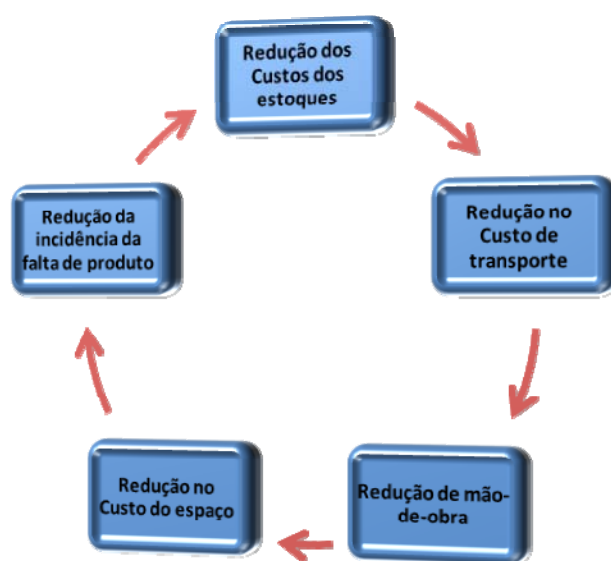 Redução dos
Custos dos
estoques
Redução no
Custo de
transporte
Redução de mão-
de-obra
Redução no
Custo do espaço
Redução da
incidência da
falta de produto